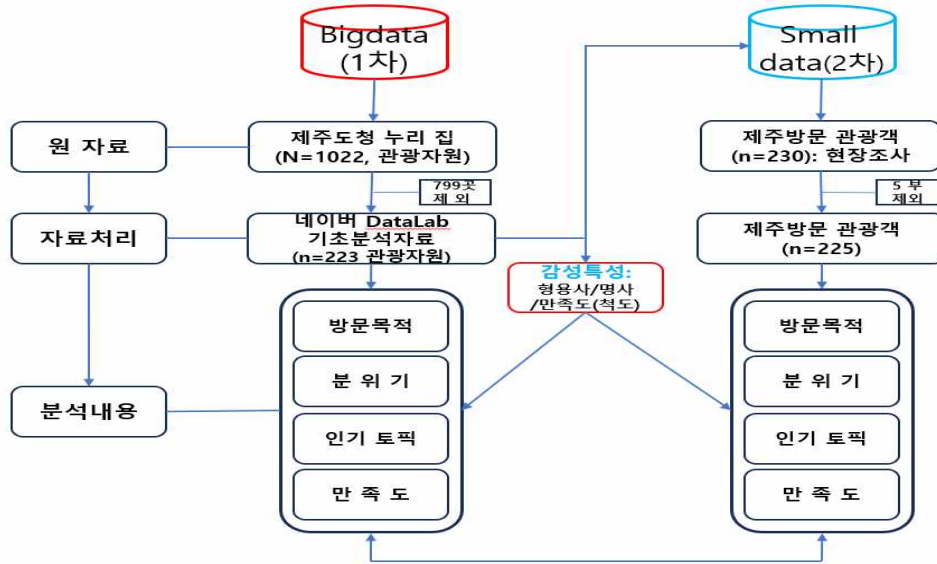 Bigdata
(1차)
Small
data(2차)
원 자료
제주도청 누리 집
(N=1022, 관광자원)
제주방문 관광객
(n=230): 현장조사
799곳
제 외
5 부
제외
자료처리
네이버 DataLab
기초분석자료
(n=223 관광자원)
제주방문 관광객
(n=225)
감성특성:
형용사/명사
/만족도(척도)
방문목적
분 위 기
인기 토픽
만 족 도
방문목적
분 위 기
인기 토픽
만 족 도
분석내용